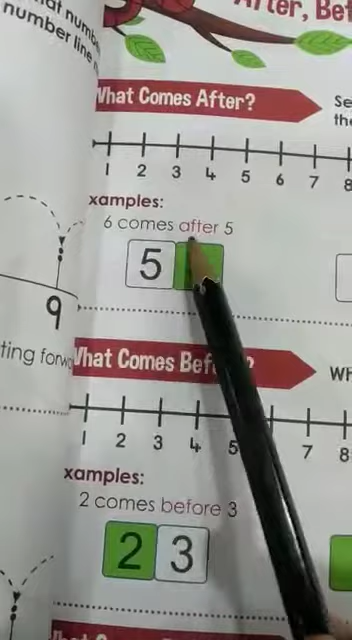 After, Bef
number line
What Comes After?
Se
the
1 2 3 4 5 6 7 8
xamples:
6 comes after 5
5
9
ting forw
What Comes Bef ?
Wh
1 2 3 4 5 7 8
xamples:
2 comes before 3
2 3